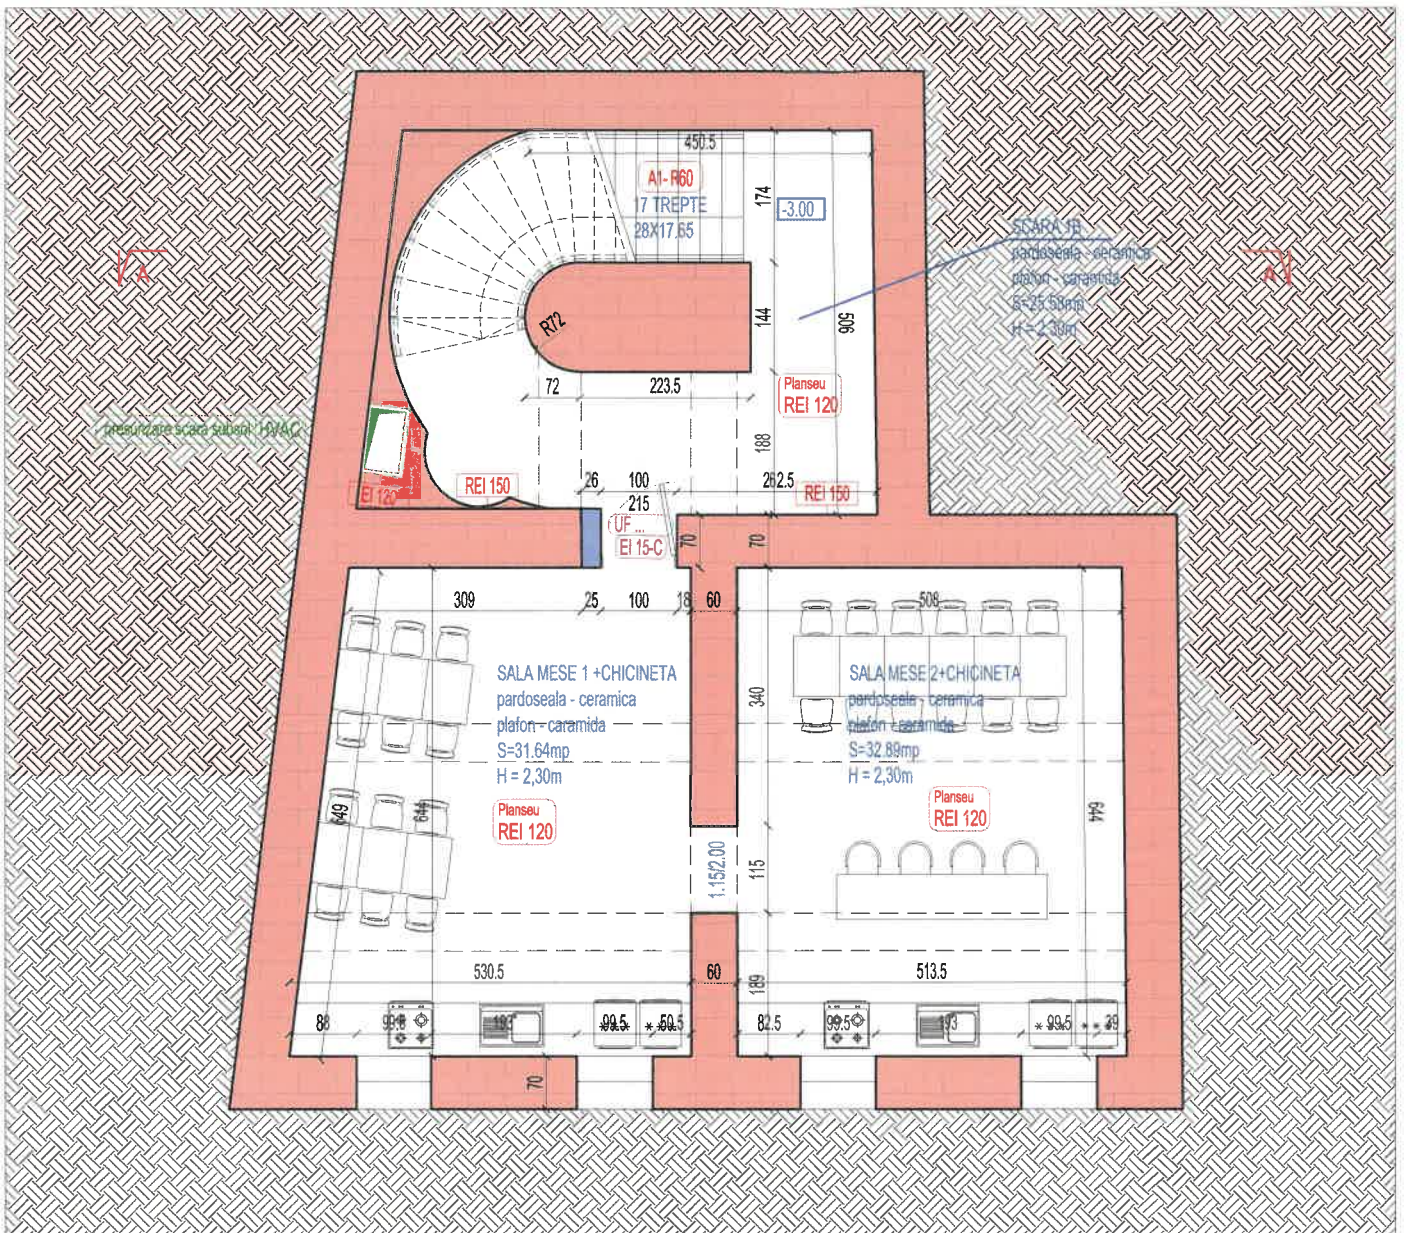 450.5
A1- R60
17 TREPTE
28X17.65
174
-3.00
SCARA 1B
pardoseala - ceramica
plafon - caramida
S=25.58mp
H = 2,30m
A
A
144
506
R72
72
223.5
Planseu
REI 120
presurizare scara subsol HVAC
188
EI 120
REI 150
26
100
262.5
REI 150
215
UF ...
EI 15-C
70
70
309
25
100
18
60
508
SALA MESE 1 +CHICINETA
pardoseala - ceramica
plafon - caramida
S=31.64mp
H = 2,30m
Planseu
REI 120
340
SALA MESE 2+CHICINETA
pardoseala - ceramica
plafon - caramida
S=32.89mp
H = 2,30m
Planseu
REI 120
649
644
644
1.15/2.00
115
530.5
60
189
513.5
88
99.5
193
99.5
50.5
82.5
99.5
193
99.5
39
70